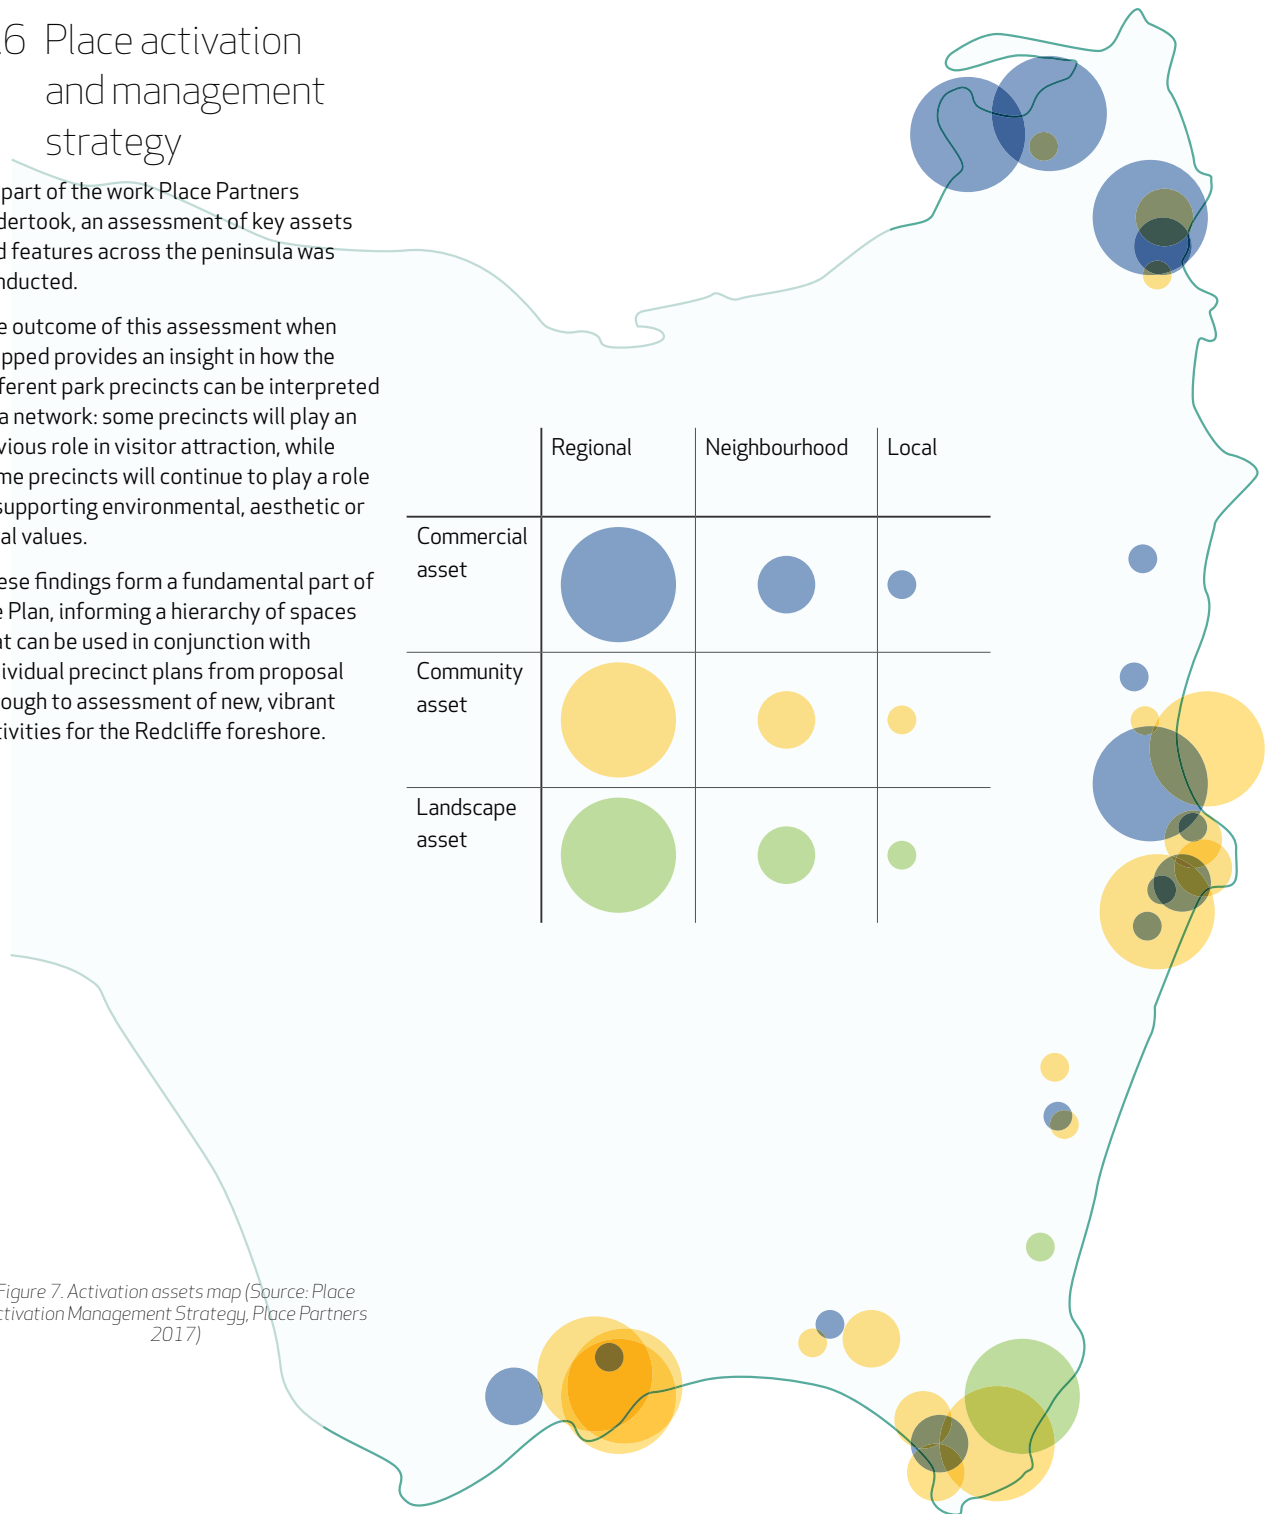 .6 Place activation
and management
strategy
part of the work Place Partners
dertook, an assessment of key assets
d features across the peninsula was
nducted.
e outcome of this assessment when
pped provides an insight in how the
fferent park precincts can be interpreted
a network: some precincts will play an
vious role in visitor attraction, while
me precincts will continue to play a role
supporting environmental, aesthetic or
al values.
ese findings form a fundamental part of
e Plan, informing a hierarchy of spaces
at can be used in conjunction with
ividual precinct plans from proposal
ough to assessment of new, vibrant
tivities for the Redcliffe foreshore.
Regional Neighbourhood Local
Commercial
asset
Community
asset
Landscape
asset
Figure 7. Activation assets map (Source: Place
ctivation Management Strategy, Place Partners
2017)